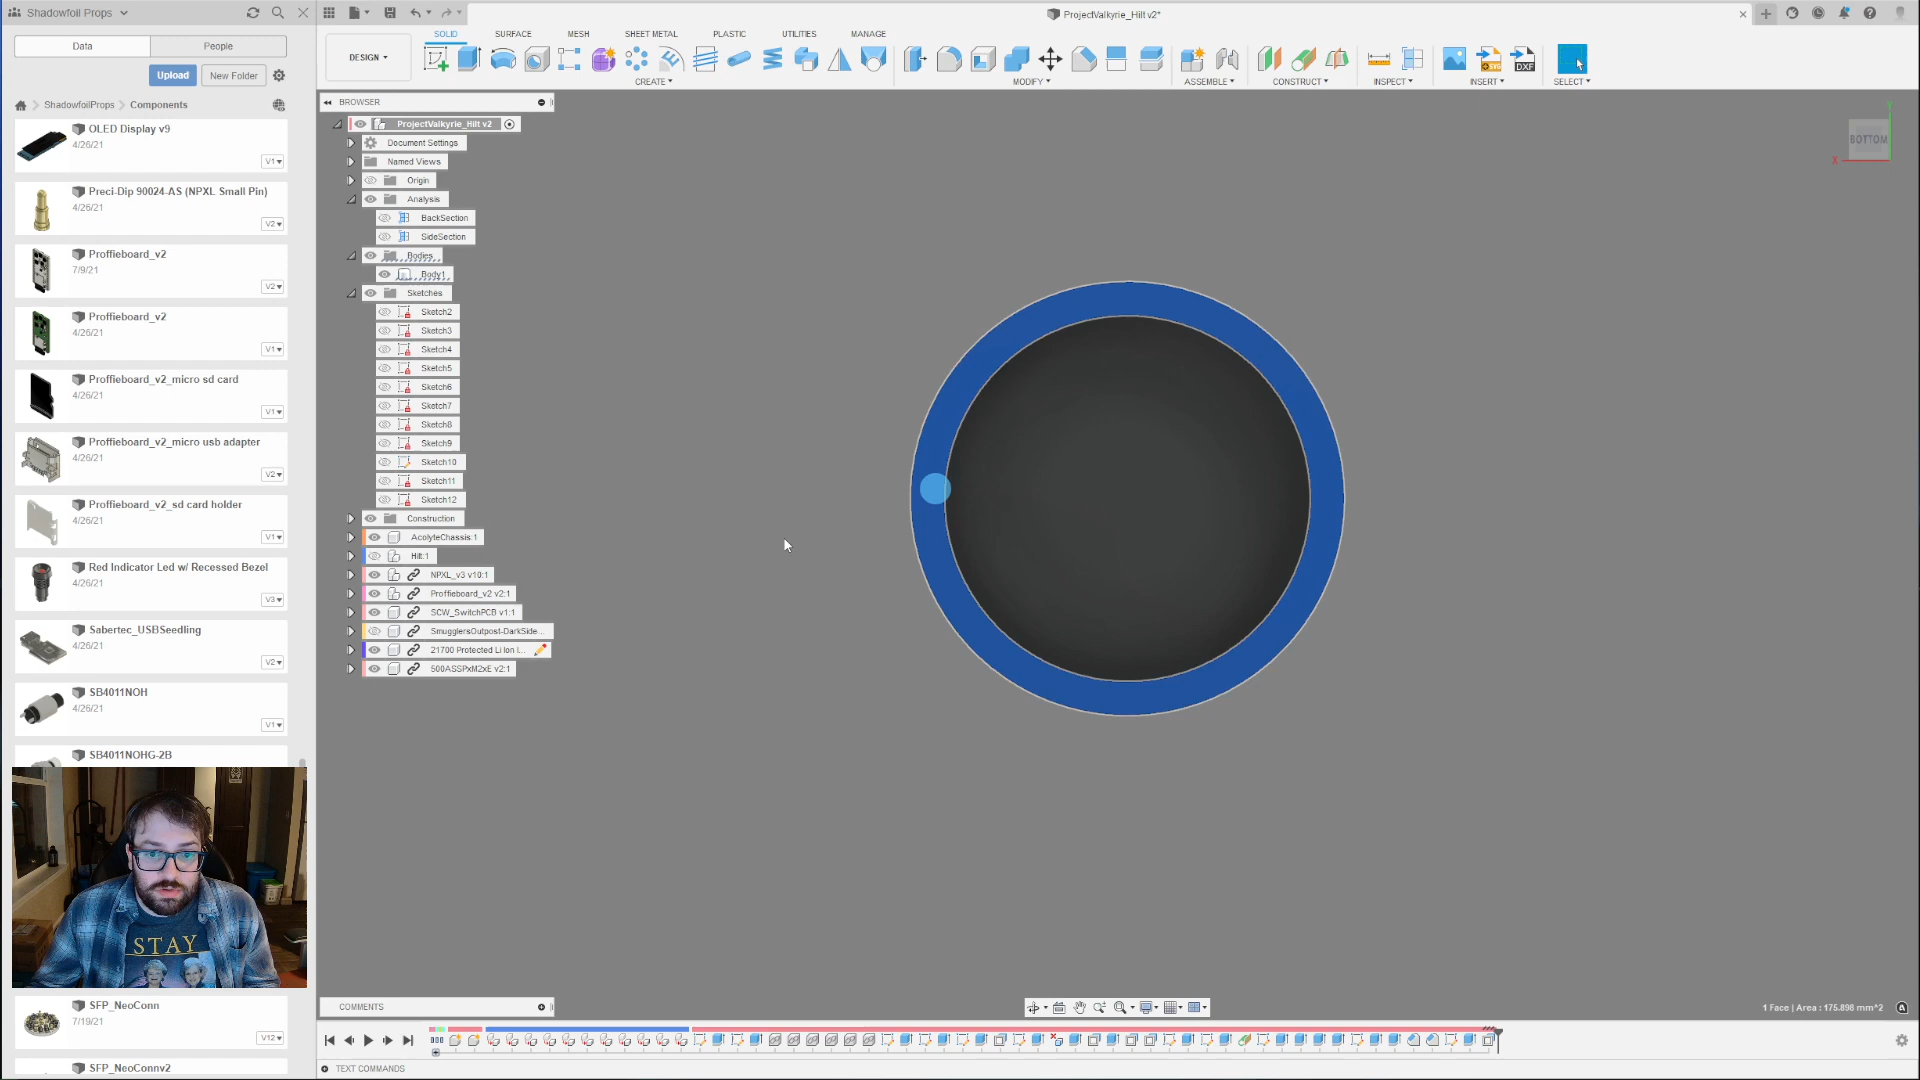 Shadowfoil Props
ProjectValkyrie_Hilt v2*
Data
People
Upload
New Folder
ShadowfoilProps
Components
OLED Display v9
4/26/21
V1
Preci-Dip 90024-AS (NPXL Small Pin)
4/26/21
V2
Proffieboard_v2
7/9/21
V2
Proffieboard_v2
4/26/21
V1
Proffieboard_v2_micro sd card
4/26/21
V1
Proffieboard_v2_micro usb adapter
4/26/21
V2
Proffieboard_v2_sd card holder
4/26/21
V1
Red Indicator Led w/ Recessed Bezel
4/26/21
V3
Sabertec_USBSeedling
4/26/21
V2
SB4011NOH
4/26/21
V1
SB4011NOHG-2B
STAY
SFP_NeoConn
7/19/21
V12
SFP_NeoConnv2
DESIGN
SOLID
SURFACE
MESH
SHEET METAL
PLASTIC
UTILITIES
MANAGE
DXF
CREATE
MODIFY
ASSEMBLE
CONSTRUCT
INSPECT
INSERT
SELECT
BROWSER
ProjectValkyrie_Hilt v2
Document Settings
Named Views
Origin
Analysis
BackSection
SideSection
Bodies
Body1
Sketches
Sketch2
Sketch3
Sketch4
Sketch5
Sketch6
Sketch7
Sketch8
Sketch9
Sketch10
Sketch11
Sketch12
Construction
AcolyteChassis:1
Hilt:1
NPXL_v3 v10:1
Proffieboard_v2 v2:1
SCW_SwitchPCB v1:1
SmugglersOutpost-DarkSide...
21700 Protected Li Ion l...
500ASSPxM2xE v2:1
BOTTOM
X
COMMENTS
1 Face | Area : 175.898 mm^2
TEXT COMMANDS